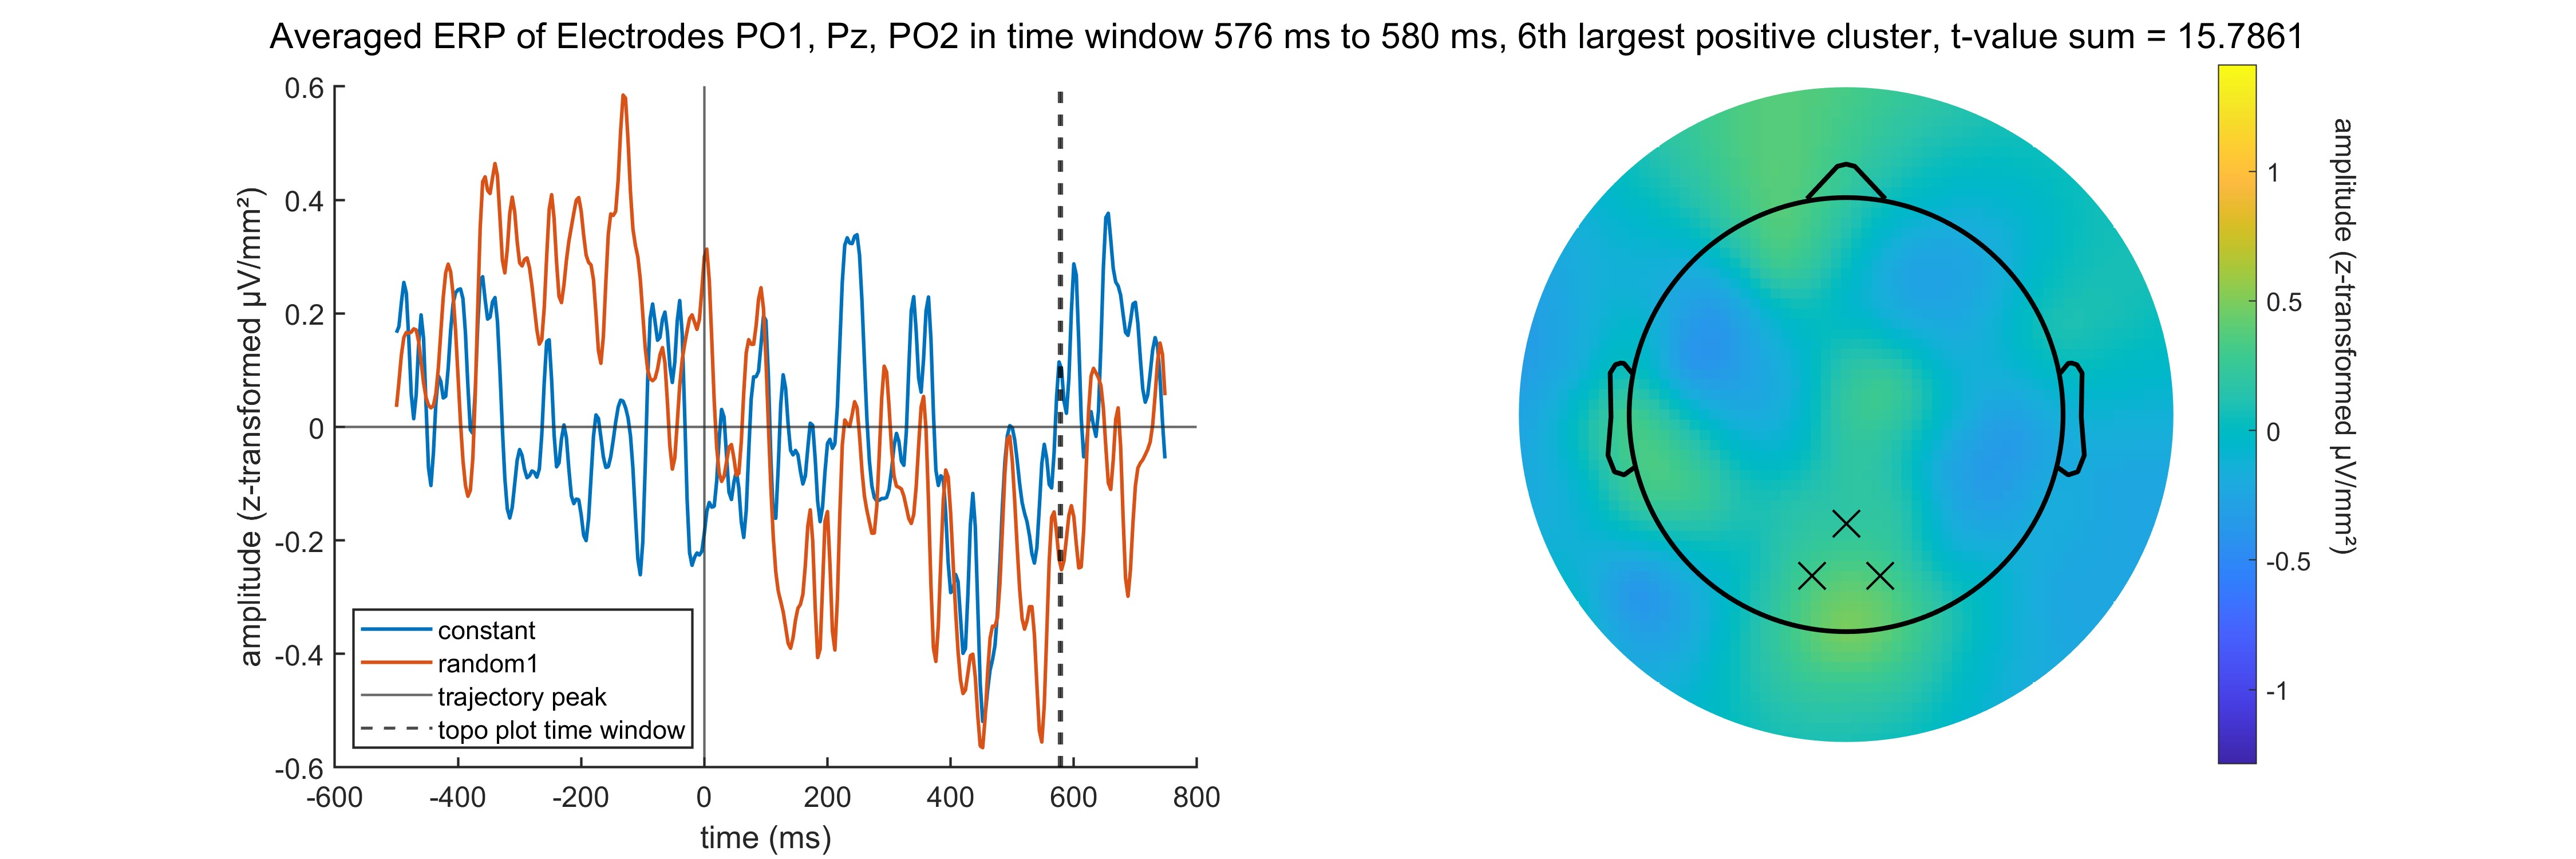 Averaged ERP of Electrodes PO1, Pz, PO2 in time window 576 ms to 580 ms, 6th largest positive cluster, t-value sum = 15.7861
amplitude (z-transformed µV/mm²)
0.6
0.4
0.2
0
-0.2
-0.4
-0.6
constant
random1
trajectory peak
topo plot time window
-600
-400
-200
0
200
400
600
800
time (ms)
1
0.5
0
-0.5
-1
amplitude (z-transformed µV/mm²)